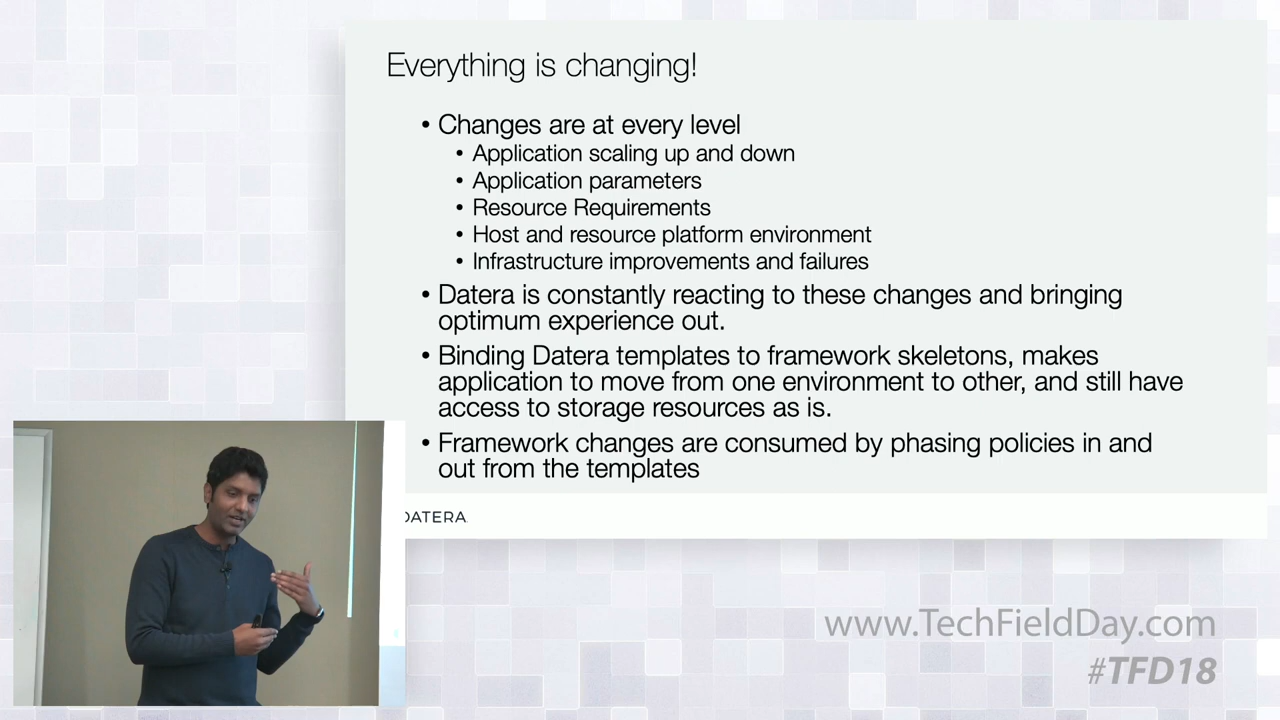 Everything is changing!
• Changes are at every level
• Application scaling up and down
• Application parameters
• Resource Requirements
• Host and resource platform environment
• Infrastructure improvements and failures
• Datera is constantly reacting to these changes and bringing
optimum experience out.
• Binding Datera templates to framework skeletons, makes
application to move from one environment to other, and still have
access to storage resources as is.
• Framework changes are consumed by phasing policies in and
out from the templates
DATERA
www.TechFieldDay.com
#TFD18